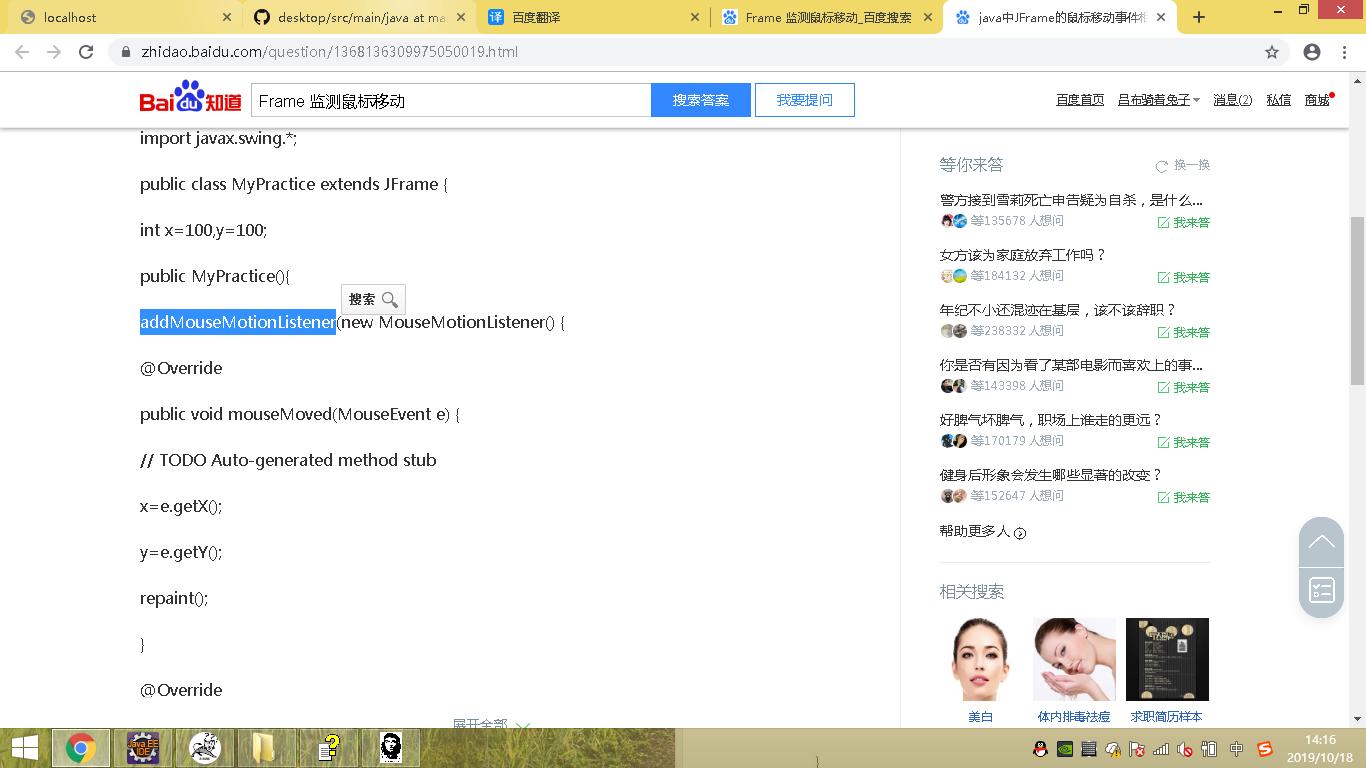 localhost
desktop/src/main/java at ma
译 百度翻译
Frame 监测鼠标移动_百度搜索
java中JFrame的鼠标移动事件框
zhidao.baidu.com/question/1368136309975050019.html
Bai du 知道
Frame 监测鼠标移动
搜索答案
我要提问
百度首页
吕布骑着兔子
消息(2)
私信
商城
import javax.swing.*;
public class MyPractice extends JFrame {
int x=100,y=100;
public MyPractice(){
搜索
addMouseMotionListener(new MouseMotionListener() {
@Override
public void mouseMoved(MouseEvent e) {
// TODO Auto-generated method stub
x=e.getX();
y=e.getY();
repaint();
}
@Override
展开全部
等你来答
换一换
警方接到雪莉死亡申告疑为自杀，是什么...
等135678 人想问
我来答
女方该为家庭放弃工作吗？
等184132 人想问
我来答
年纪不小还混迹在基层，该不该辞职？
等238332 人想问
我来答
你是否有因为看了某部电影而喜欢上的事...
等143398 人想问
我来答
好脾气坏脾气，职场上谁走的更远？
等170179 人想问
我来答
健身后形象会发生哪些显著的改变？
等152647 人想问
我来答
帮助更多人
相关搜索
美白
体内排毒祛痘
求职简历样本
Java EE
IDE
}
中
14:16
2019/10/18